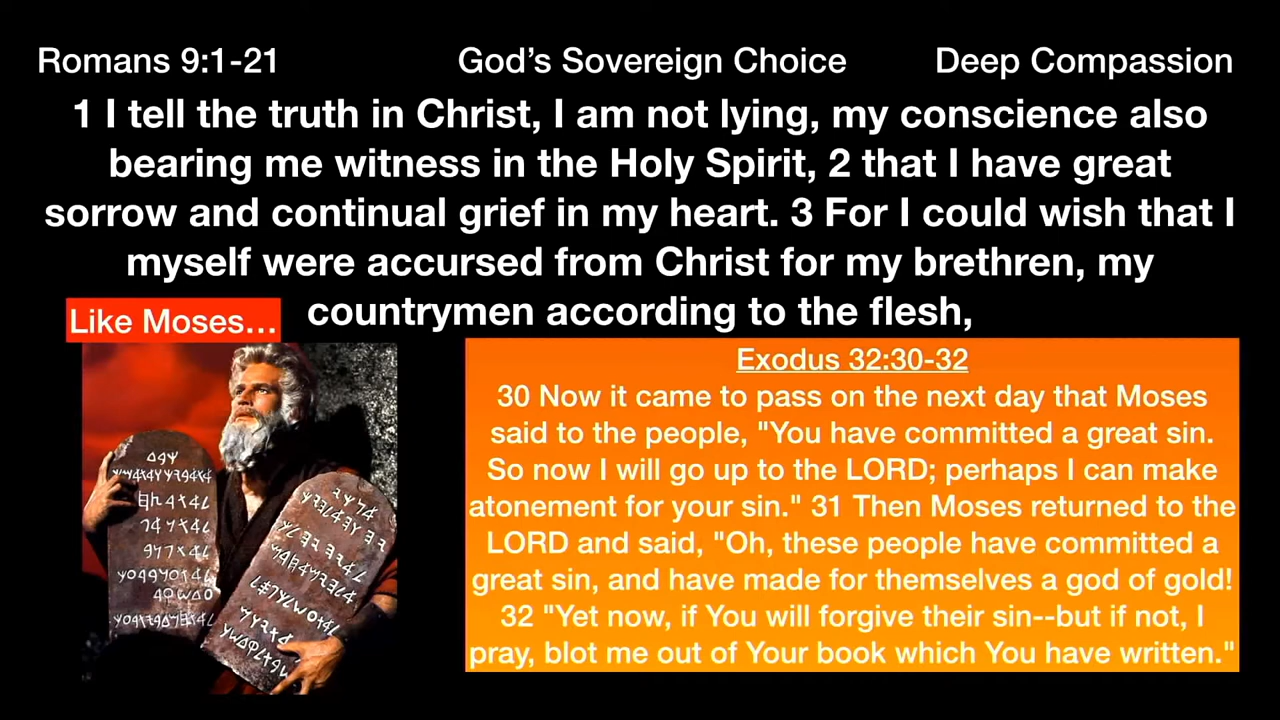 Romans 9:1-21 God’s Sovereign Choice Deep Compassion
1 I tell the truth in Christ, I am not lying, my conscience also
bearing me witness in the Holy Spirit, 2 that I have great
sorrow and continual grief in my heart. 3 For I could wish that I
myself were accursed from Christ for my brethren, my
countrymen according to the flesh,
Like Moses…
Exodus 32:30-32
30 Now it came to pass on the next day that Moses
said to the people, "You have committed a great sin.
So now I will go up to the LORD; perhaps I can make
atonement for your sin." 31 Then Moses returned to the
LORD and said, "Oh, these people have committed a
great sin, and have made for themselves a god of gold!
32 "Yet now, if You will forgive their sin--but if not, I
pray, blot me out of Your book which You have written."